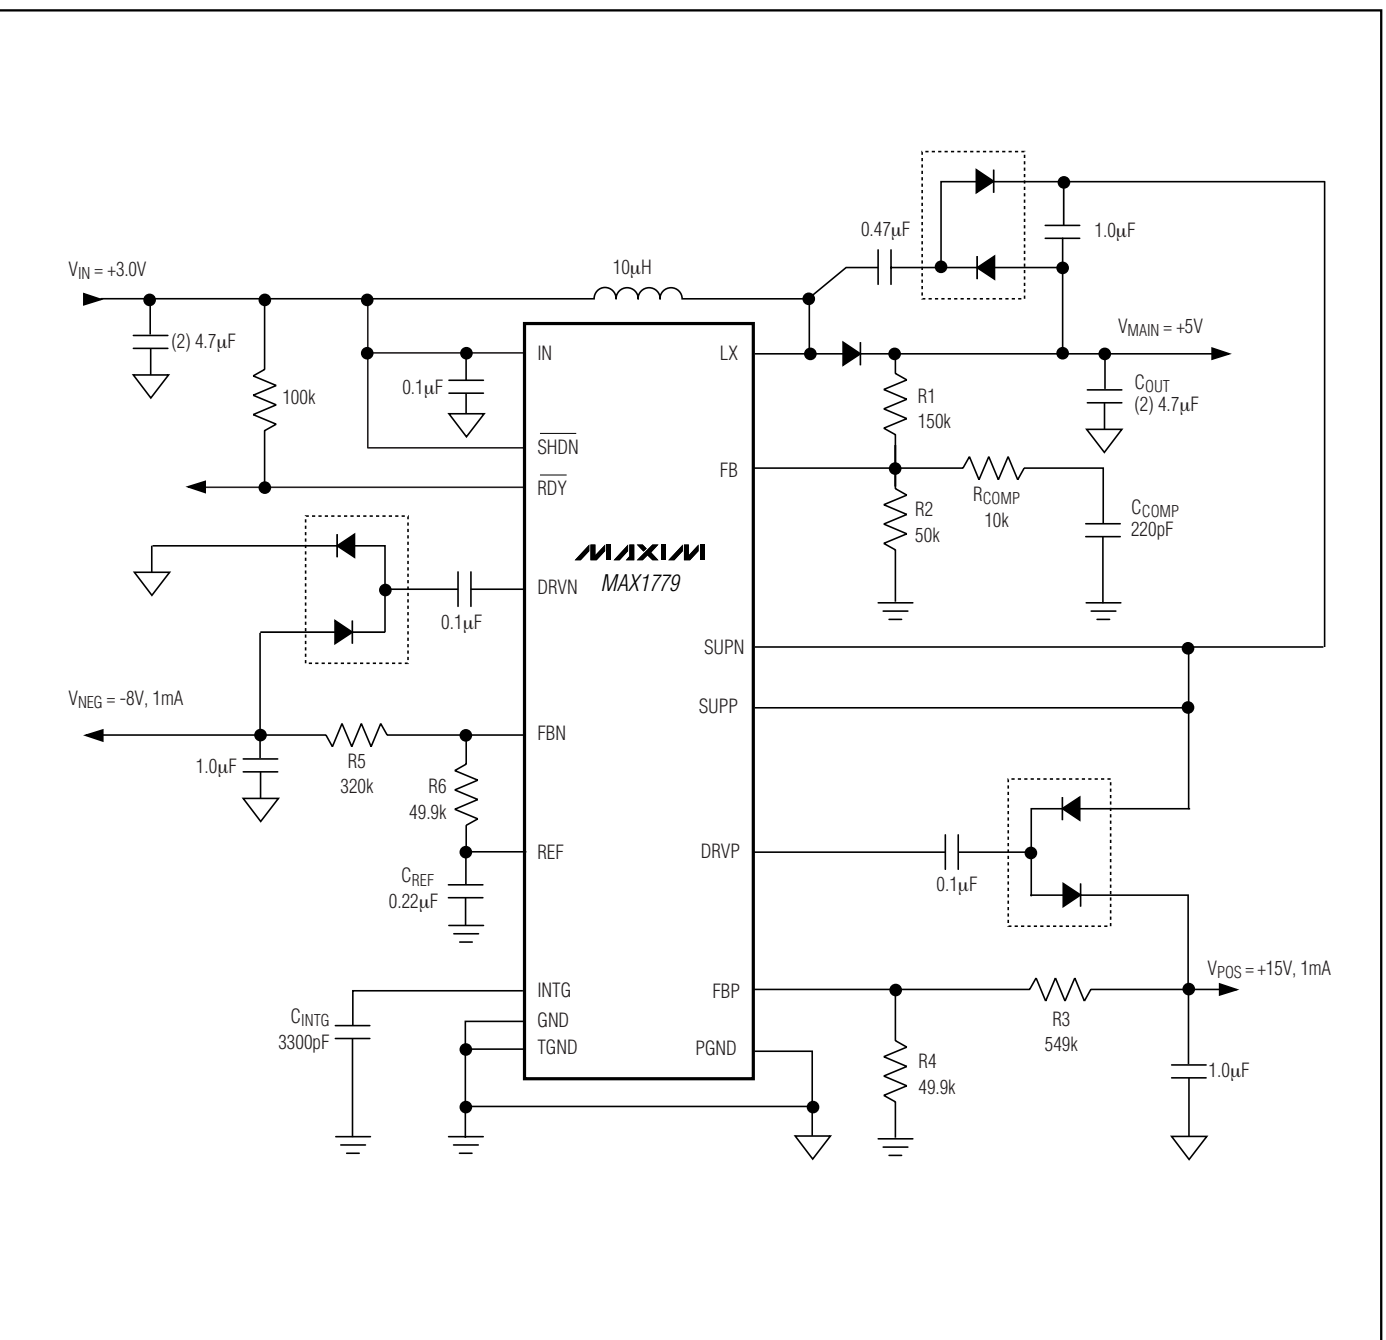 0.47μF
1.0μF
VIN = +3.0V
10μH
VMAIN = +5V
(2) 4.7μF
IN
LX
0.1μF
100k
COUT
(2) 4.7μF
R1
150k
SHDN
FB
RDY
RCOMP
10k
CCOMP
220pF
R2
50k
MAXIM
MAX1779
DRVN
0.1μF
SUPN
VNEG = -8V, 1mA
SUPP
FBN
1.0μF
R5
320k
R6
49.9k
REF
DRVP
CREF
0.22μF
0.1μF
VPOS = +15V, 1mA
INTG
FBP
CINTG
3300pF
GND
TGND
PGND
R3
549k
R4
49.9k
1.0μF